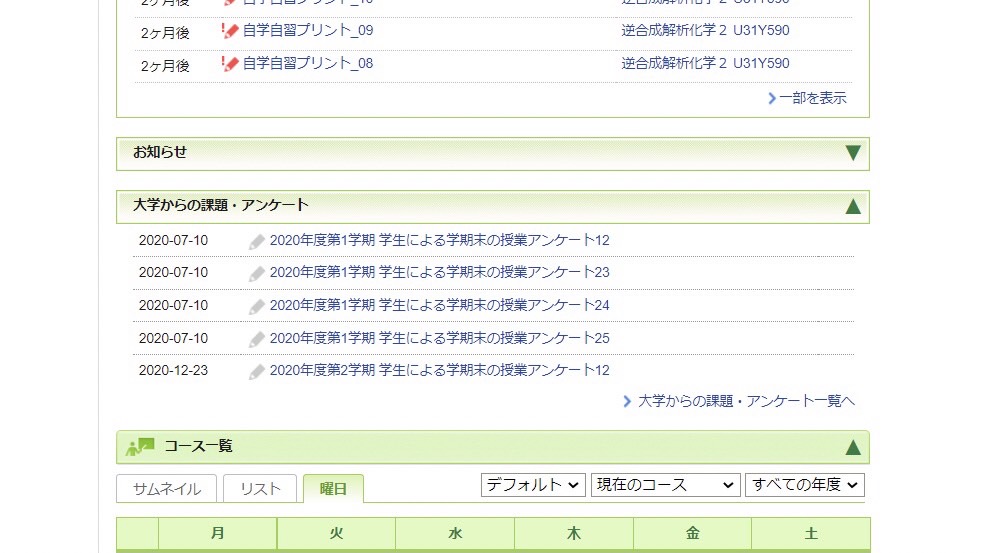 2ヶ月後 自学自習プリント_10 逆合成解析化学２ U31Y590
2ヶ月後 自学自習プリント_09 逆合成解析化学２ U31Y590
2ヶ月後 自学自習プリント_08 逆合成解析化学２ U31Y590
一部を表示
お知らせ
大学からの課題・アンケート
2020-07-10 2020年度第1学期 学生による学期末の授業アンケート12
2020-07-10 2020年度第1学期 学生による学期末の授業アンケート23
2020-07-10 2020年度第1学期 学生による学期末の授業アンケート24
2020-07-10 2020年度第1学期 学生による学期末の授業アンケート25
2020-12-23 2020年度第2学期 学生による学期末の授業アンケート12
大学からの課題・アンケート一覧へ
コース一覧
サムネイル リスト 曜日 デフォルト 現在のコース すべての年度
月 火 水 木 金 土